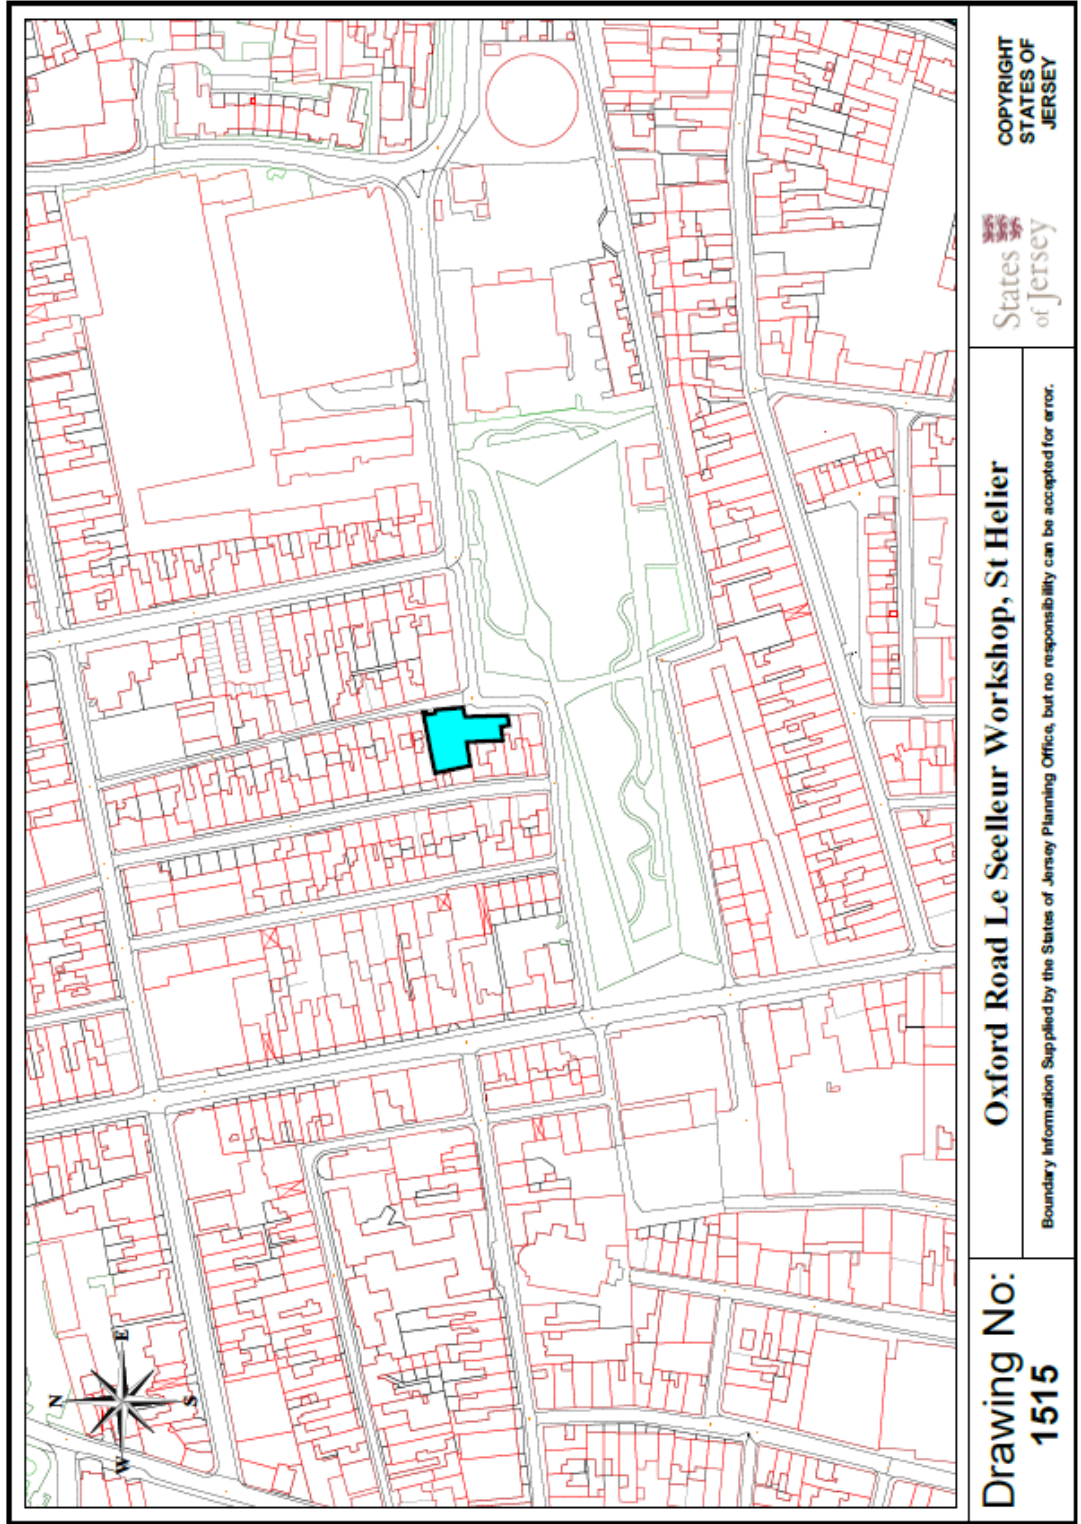 N
E
S
W
Drawing No:
1515
Oxford Road Le Seelleur Workshop, St Helier
Boundary Information Supplied by the States of Jersey Planning Office, but no responsibility can be accepted for error.
States
of Jersey
COPYRIGHT
STATES OF
JERSEY